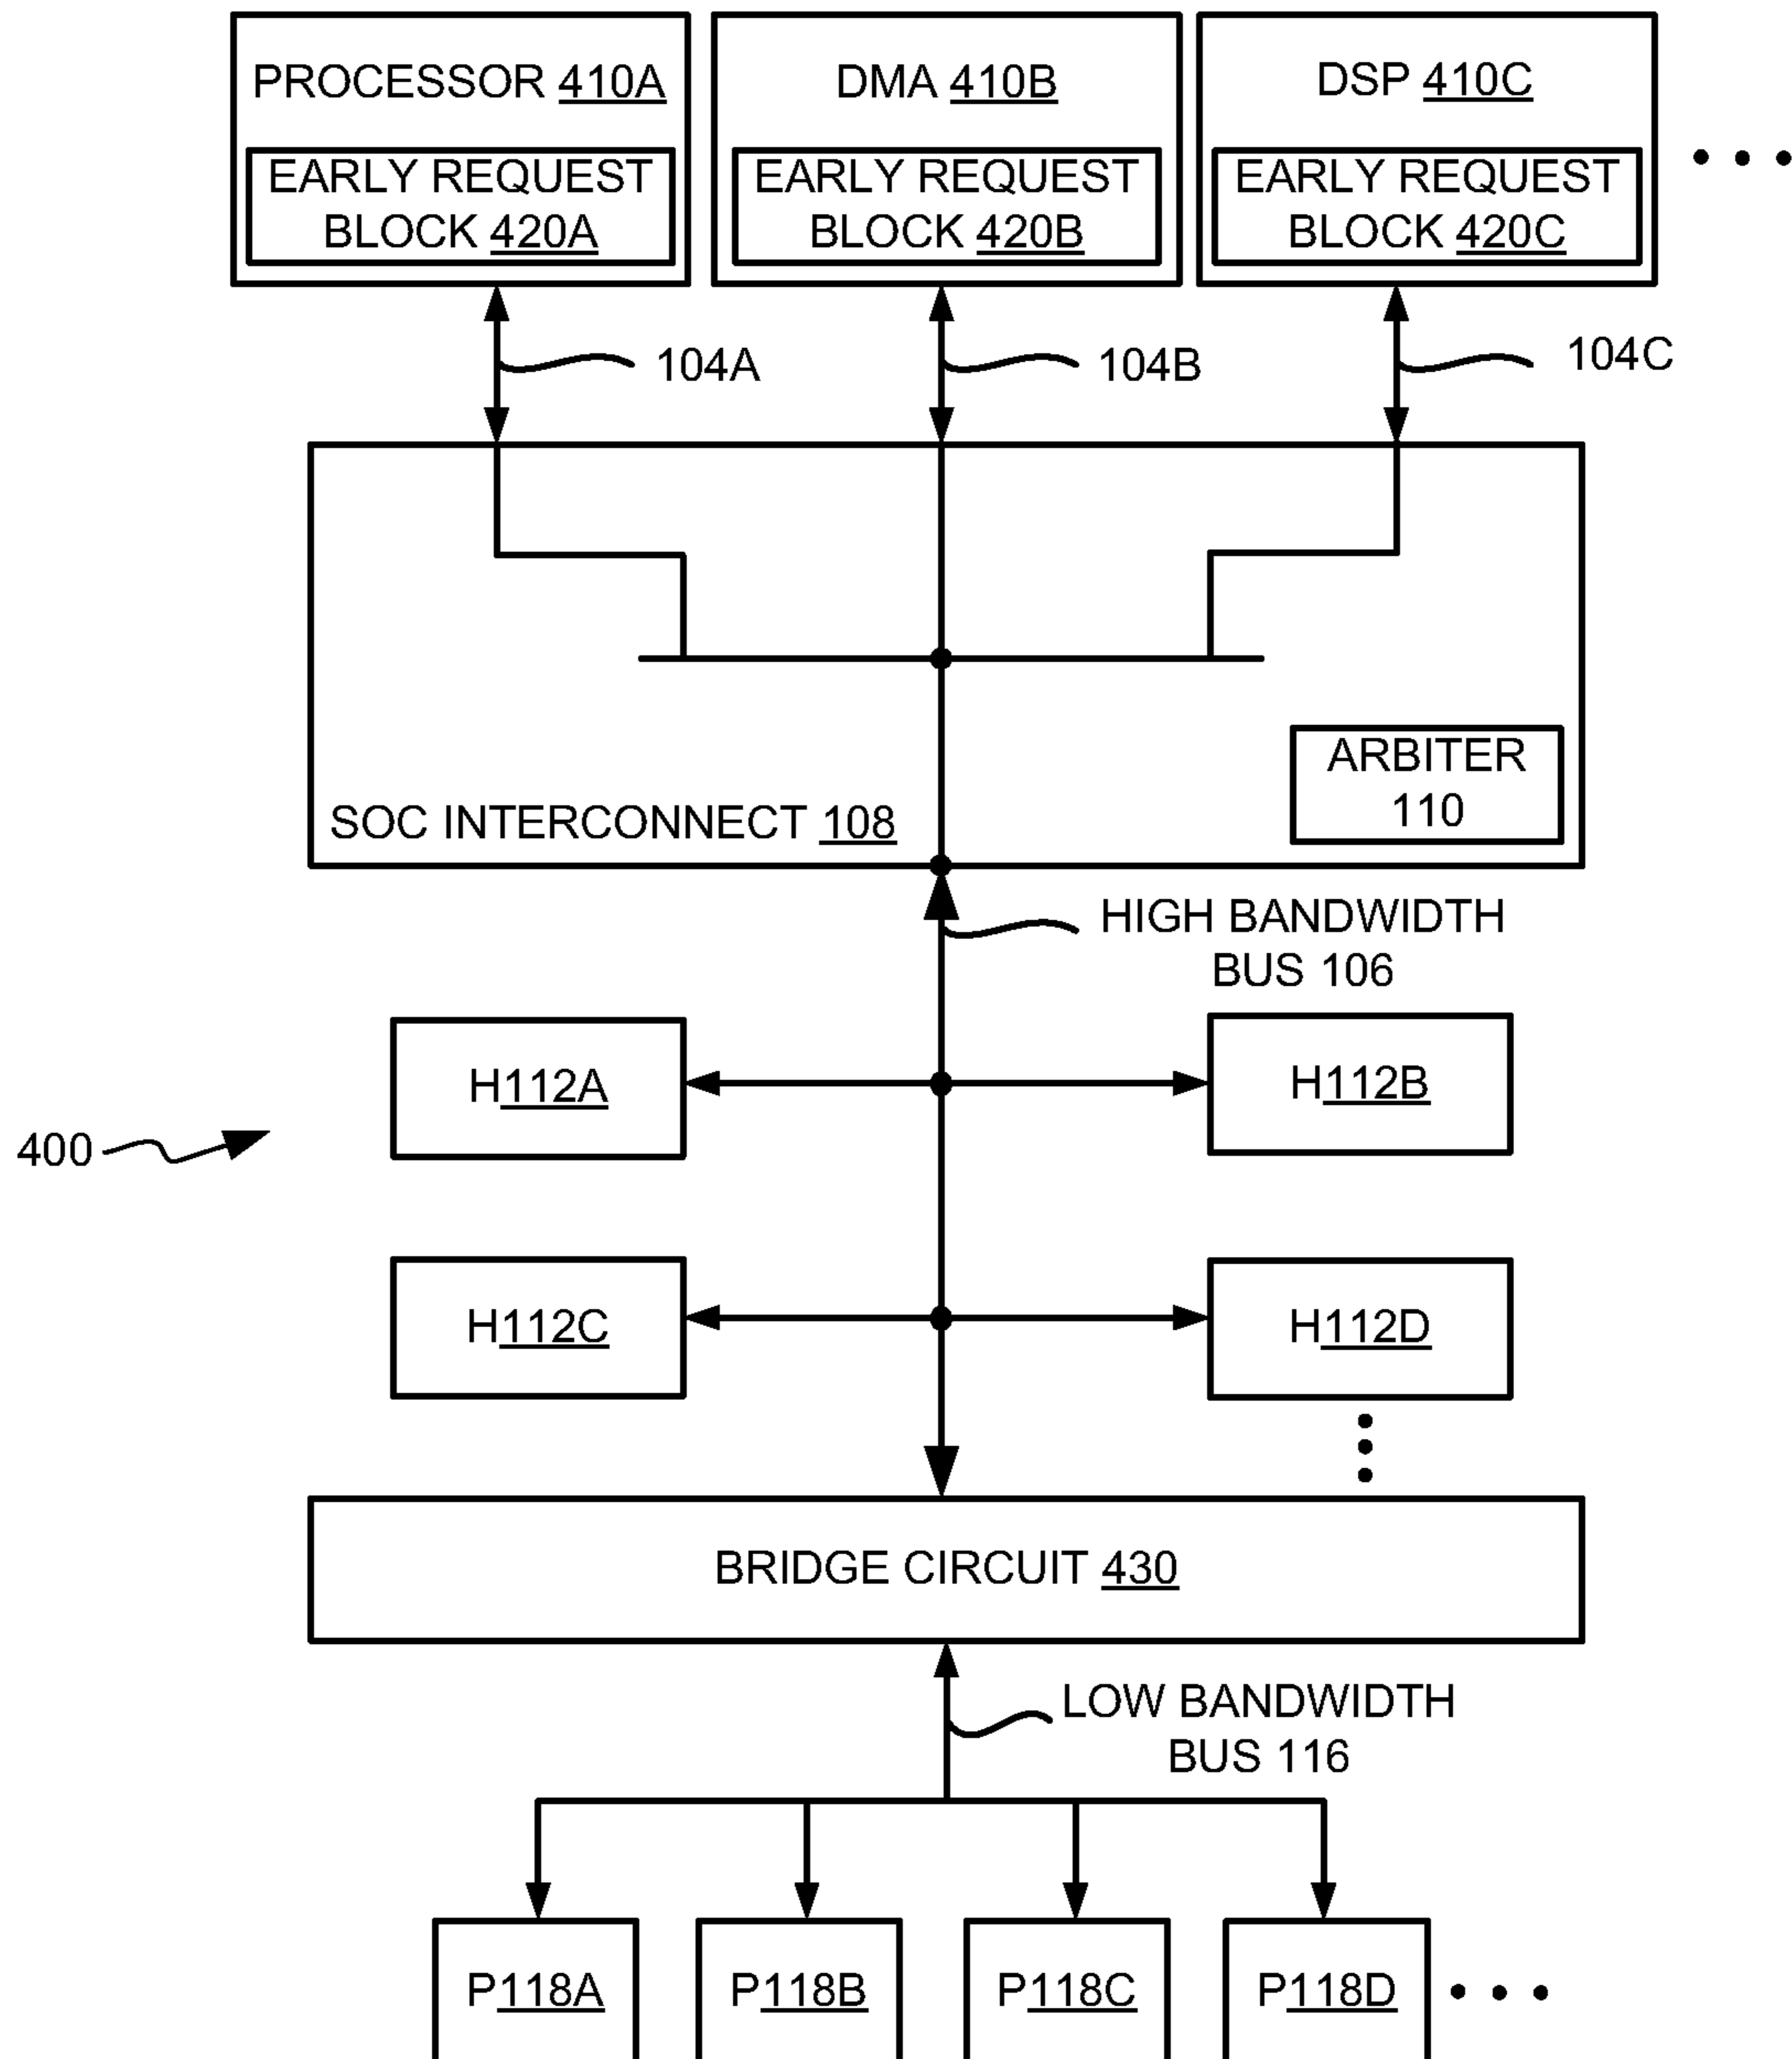 PROCESSOR 410A
EARLY REQUEST
BLOCK 420A
DMA 410B
EARLY REQUEST
BLOCK 420B
DSP 410C
EARLY REQUEST
BLOCK 420C
104A
104B
104C
ARBITER
110
SOC INTERCONNECT 108
HIGH BANDWIDTH
BUS 106
H112A
H112B
400
H112C
H112D
BRIDGE CIRCUIT 430
LOW BANDWIDTH
BUS 116
P118A
P118B
P118C
P118D